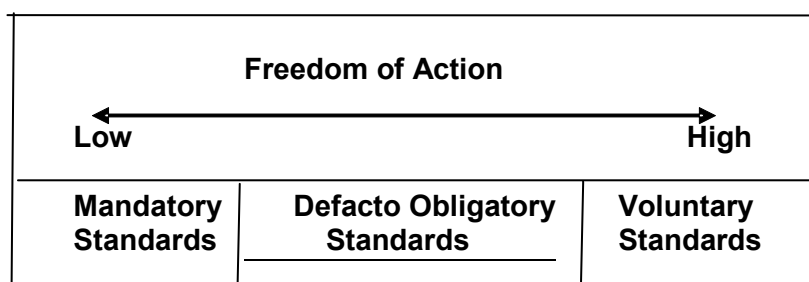 Freedom of Action
Low High
Mandatory Defacto Obligatory Voluntary
Standards Standards Standards